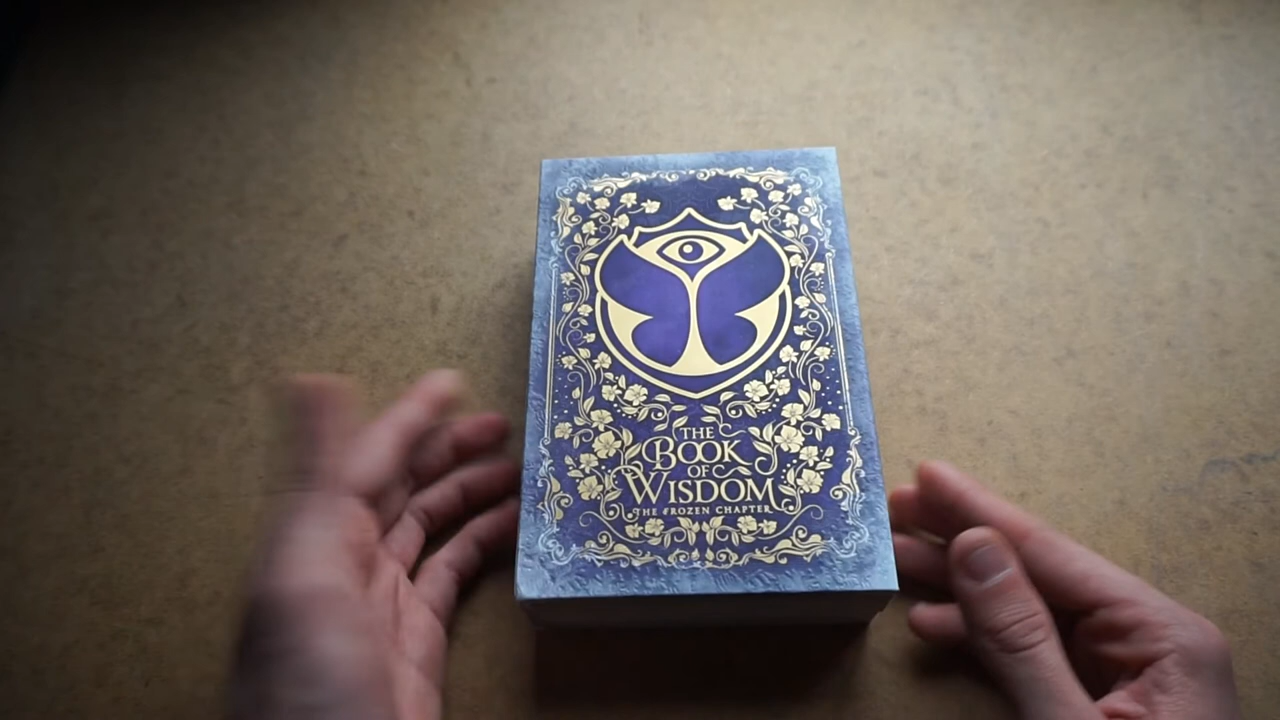 THE
BOOK
OF
WISDOM
THE FROZEN CHAPTER